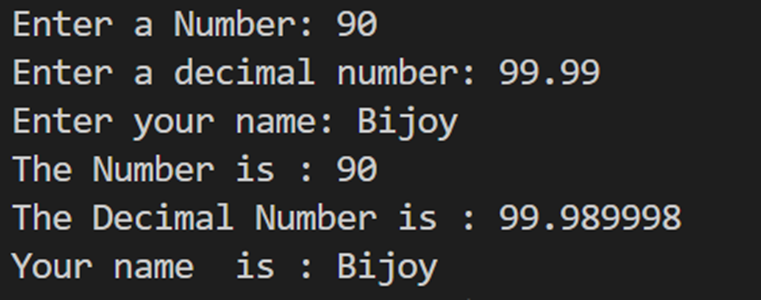 Enter a Number: 90
Enter a decimal number: 99.99
Enter your name: Bijoy
The Number is : 90
The Decimal Number is : 99.989998
Your name  is : Bijoy